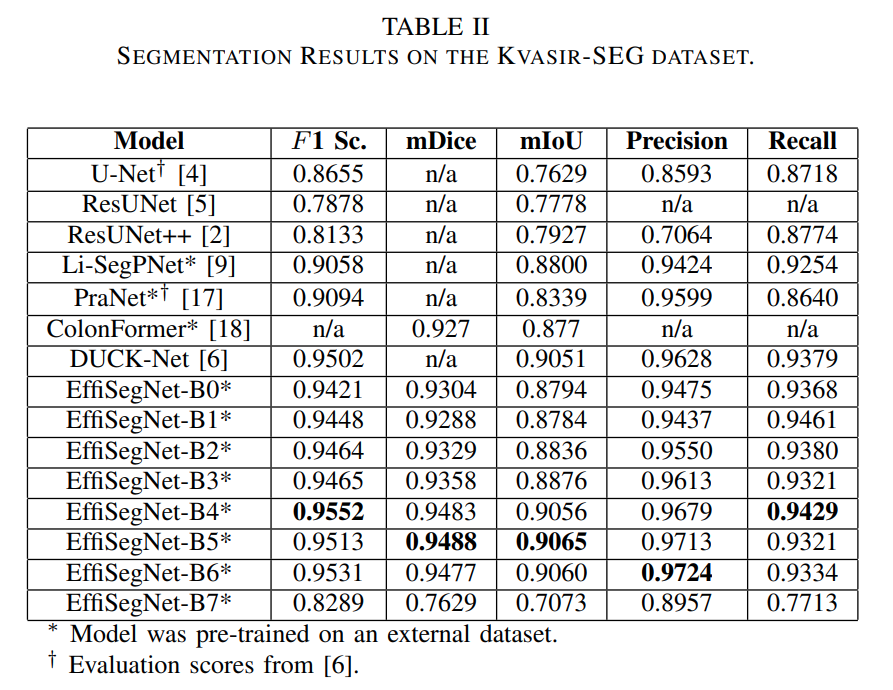 TABLE II
SEGMENTATION RESULTS ON THE KVASIR-SEG DATASET.
Model F1 Sc. mDice mIoU Precision Recall
U-Net† [4] 0.8655 n/a 0.7629 0.8593 0.8718
ResUNet [5] 0.7878 n/a 0.7778 n/a n/a
ResUNet++ [2] 0.8133 n/a 0.7927 0.7064 0.8774
Li-SegPNet* [9] 0.9058 n/a 0.8800 0.9424 0.9254
PraNet*† [17] 0.9094 n/a 0.8339 0.9599 0.8640
ColonFormer* [18] n/a 0.927 0.877 n/a n/a
DUCK-Net [6] 0.9502 n/a 0.9051 0.9628 0.9379
EffiSegNet-B0* 0.9421 0.9304 0.8794 0.9475 0.9368
EffiSegNet-B1* 0.9448 0.9288 0.8784 0.9437 0.9461
EffiSegNet-B2* 0.9464 0.9329 0.8836 0.9550 0.9380
EffiSegNet-B3* 0.9465 0.9358 0.8876 0.9613 0.9321
EffiSegNet-B4* 0.9552 0.9483 0.9056 0.9679 0.9429
EffiSegNet-B5* 0.9513 0.9488 0.9065 0.9713 0.9321
EffiSegNet-B6* 0.9531 0.9477 0.9060 0.9724 0.9334
EffiSegNet-B7* 0.8289 0.7629 0.7073 0.8957 0.7713
* Model was pre-trained on an external dataset.
† Evaluation scores from [6].